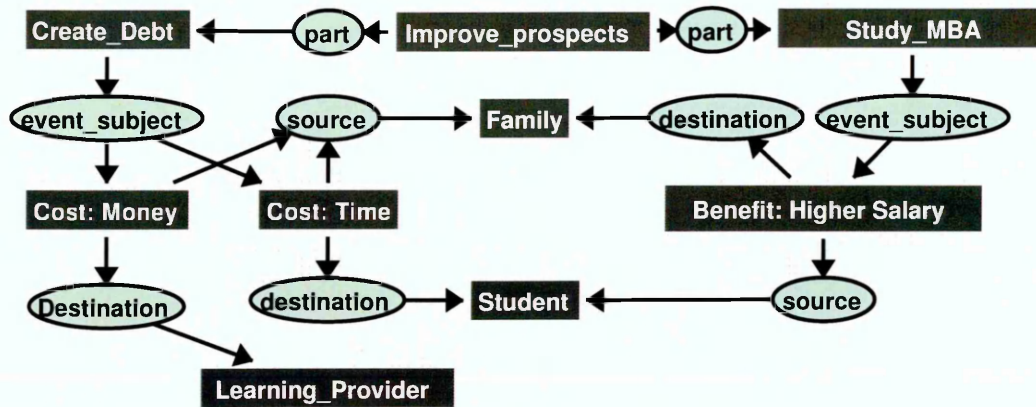 Create_Debt
part
Improve_prospects
part
Study_MBA
event_subject
source
Family
destination
event_subject
Cost: Money
Cost: Time
Benefit: Higher Salary
Destination
destination
Student
source
Learning_Provider